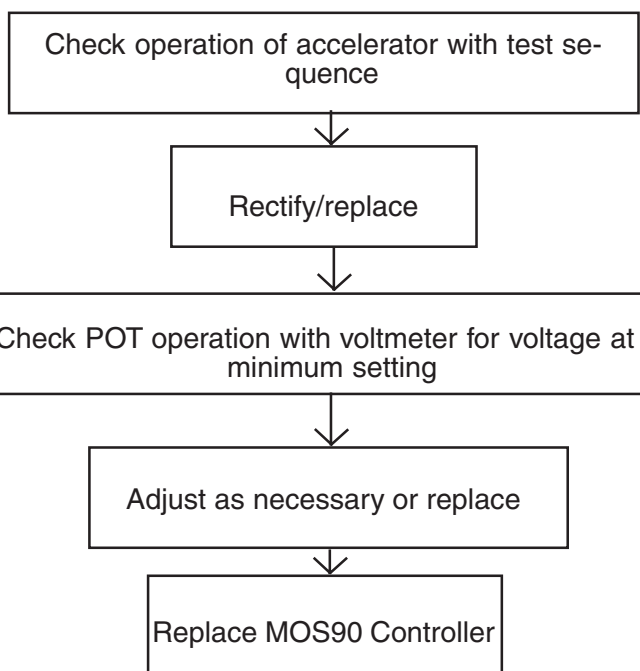 Check operation of accelerator with test se-
quence
Rectify/replace
Check POT operation with voltmeter for voltage at
minimum setting
Adjust as necessary or replace
Replace MOS90 Controller